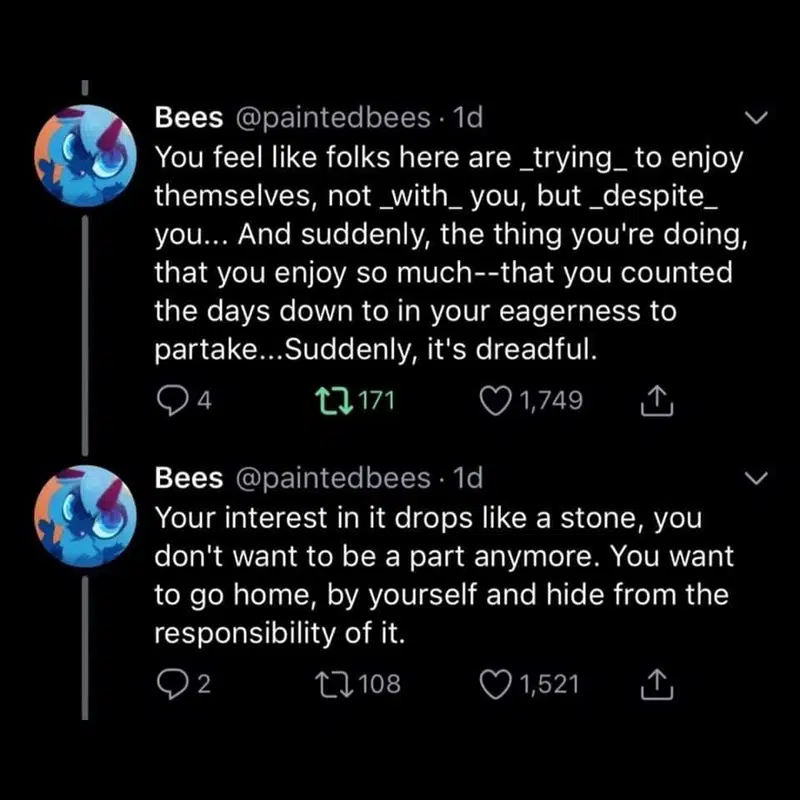 Bees @paintedbees · 1d
You feel like folks here are _trying_ to enjoy
themselves, not _with_ you, but _despite_
you... And suddenly, the thing you're doing,
that you enjoy so much--that you counted
the days down to in your eagerness to
partake...Suddenly, it's dreadful.
4 171 1,749
Bees @paintedbees · 1d
Your interest in it drops like a stone, you
don't want to be a part anymore. You want
to go home, by yourself and hide from the
responsibility of it.
2 108 1,521